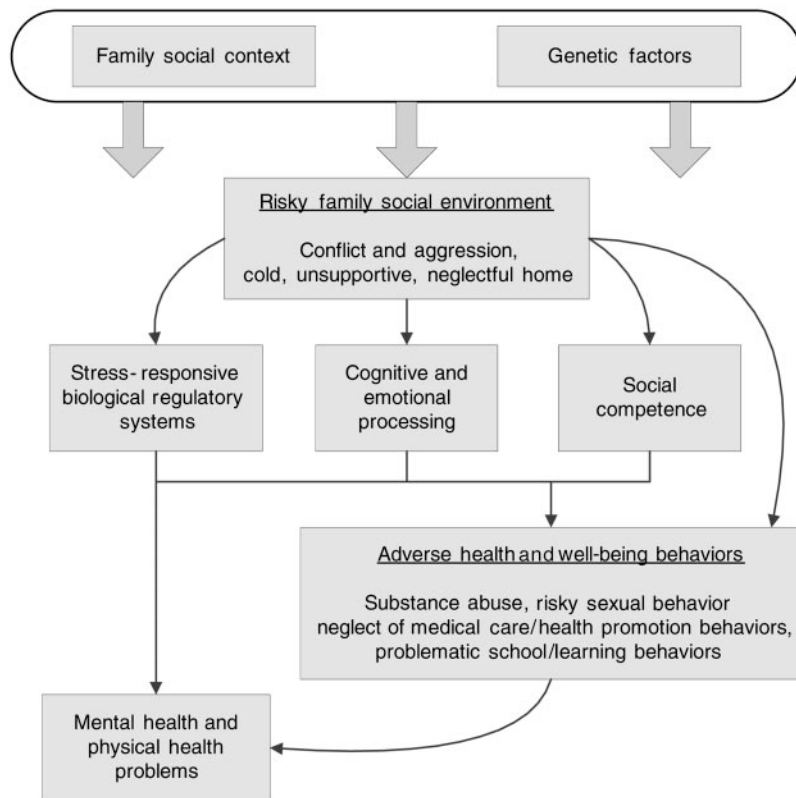 Family social context
Genetic factors
Risky family social environment
Conflict and aggression,
cold, unsupportive, neglectful home
Stress- responsive
biological regulatory
systems
Cognitive and
emotional
processing
Social
competence
Adverse health and well-being behaviors
Substance abuse, risky sexual behavior
neglect of medical care/health promotion behaviors,
problematic school/learning behaviors
Mental health and
physical health
problems